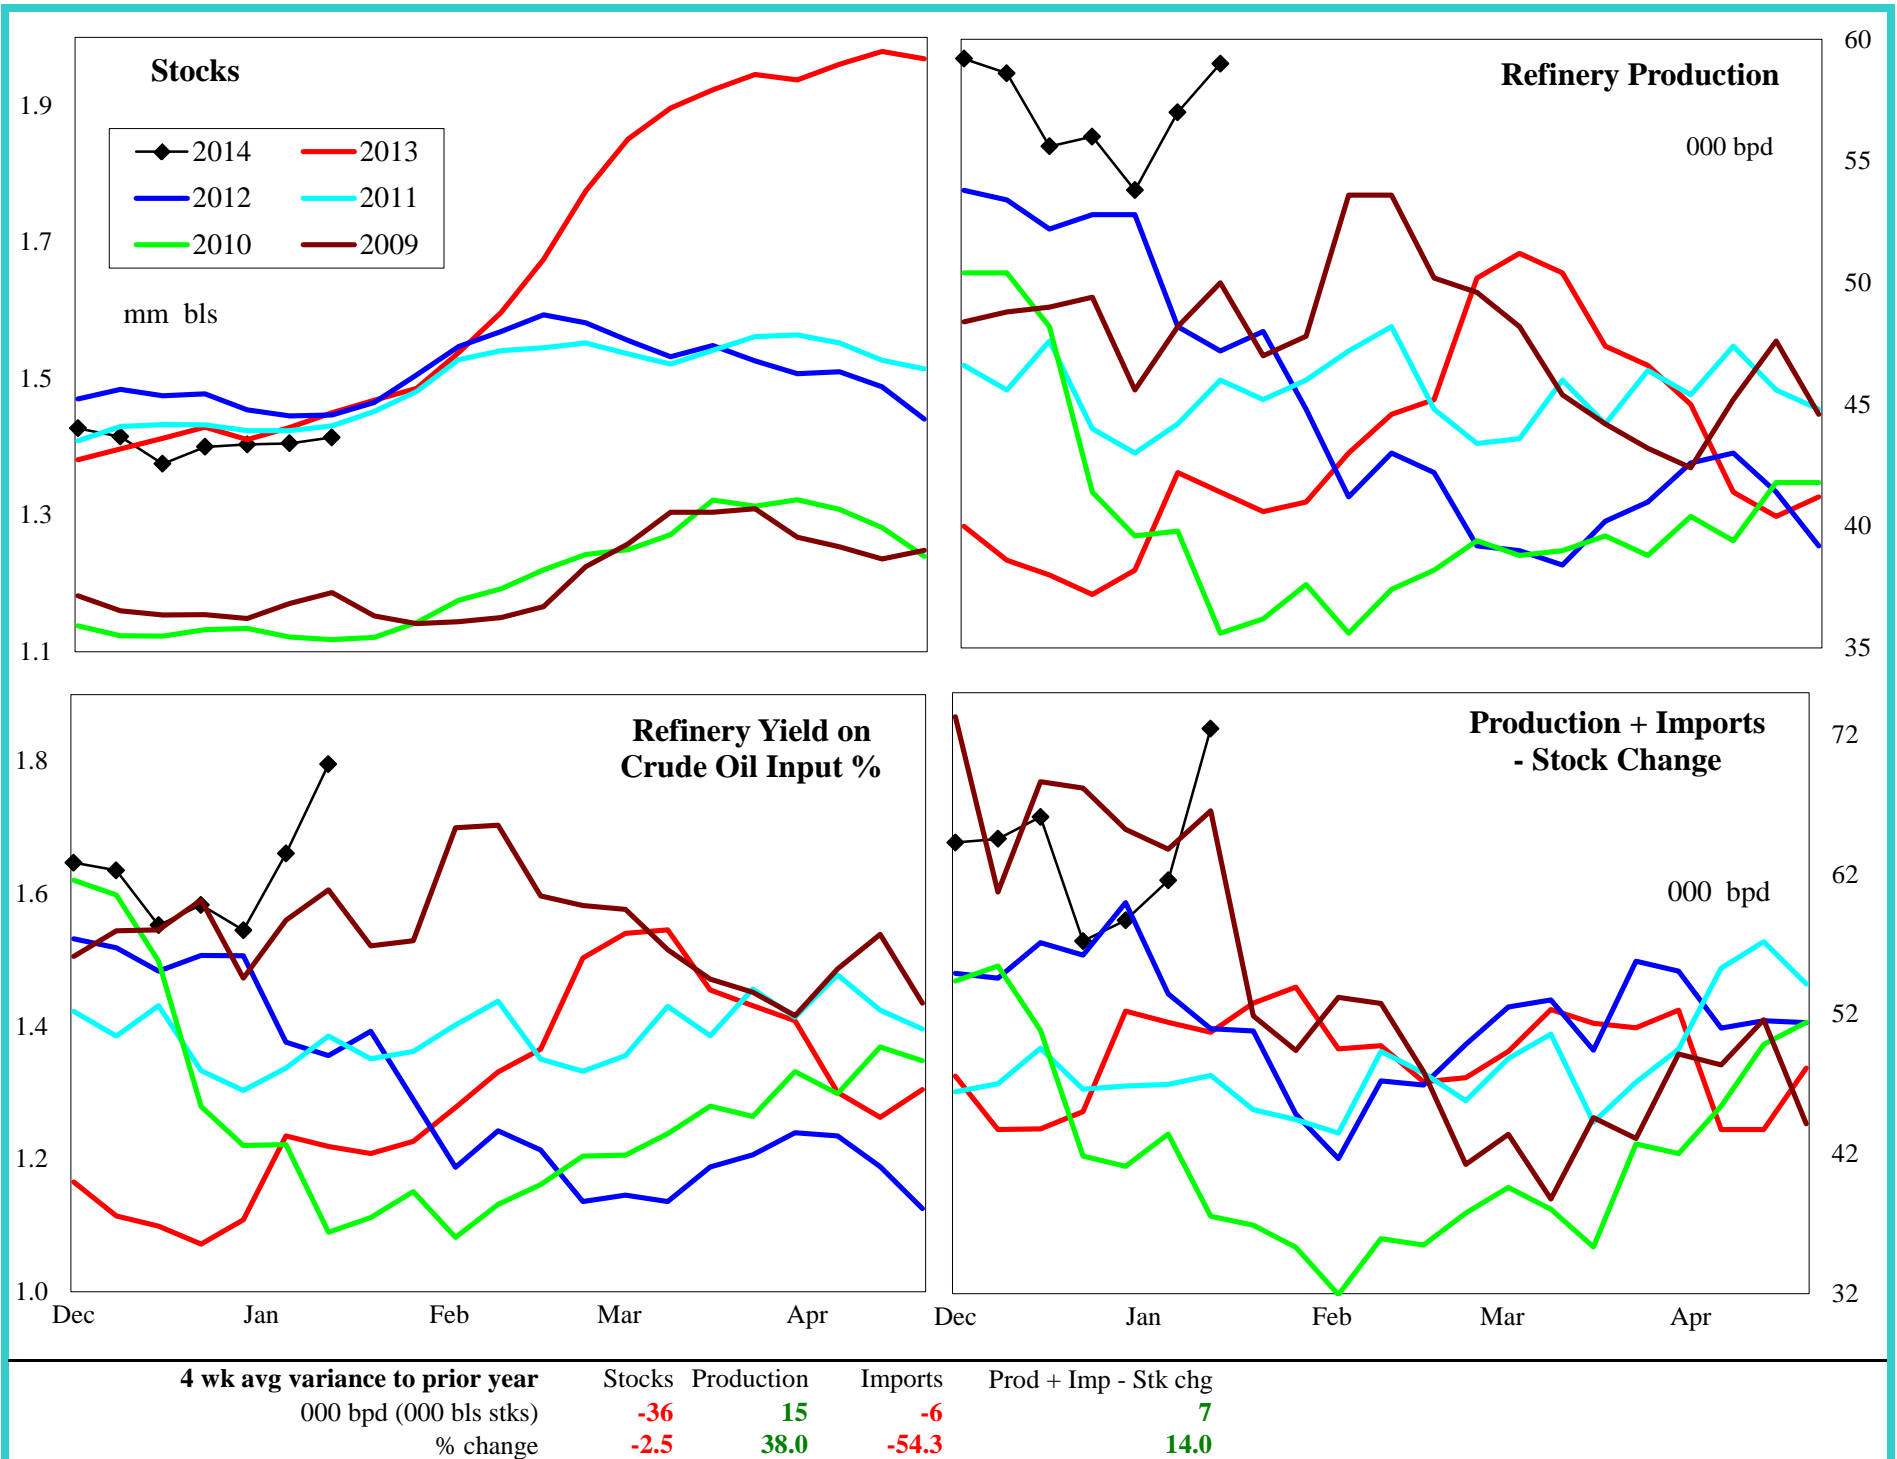 Stocks
1.9
1.7
1.5
1.3
1.1
2014 2013
2012 2011
2010 2009
mm bls
Refinery Production
000 bpd
60
55
50
45
40
35
Refinery Yield on
Crude Oil Input %
1.8
1.6
1.4
1.2
1.0
Dec Jan Feb Mar Apr
Production + Imports
- Stock Change
000 bpd
72
62
52
42
32
Dec Jan Feb Mar Apr
4 wk avg variance to prior year Stocks Production Imports Prod + Imp - Stk chg
000 bpd (000 bls stks) -36 15 -6 7
% change -2.5 38.0 -54.3 14.0